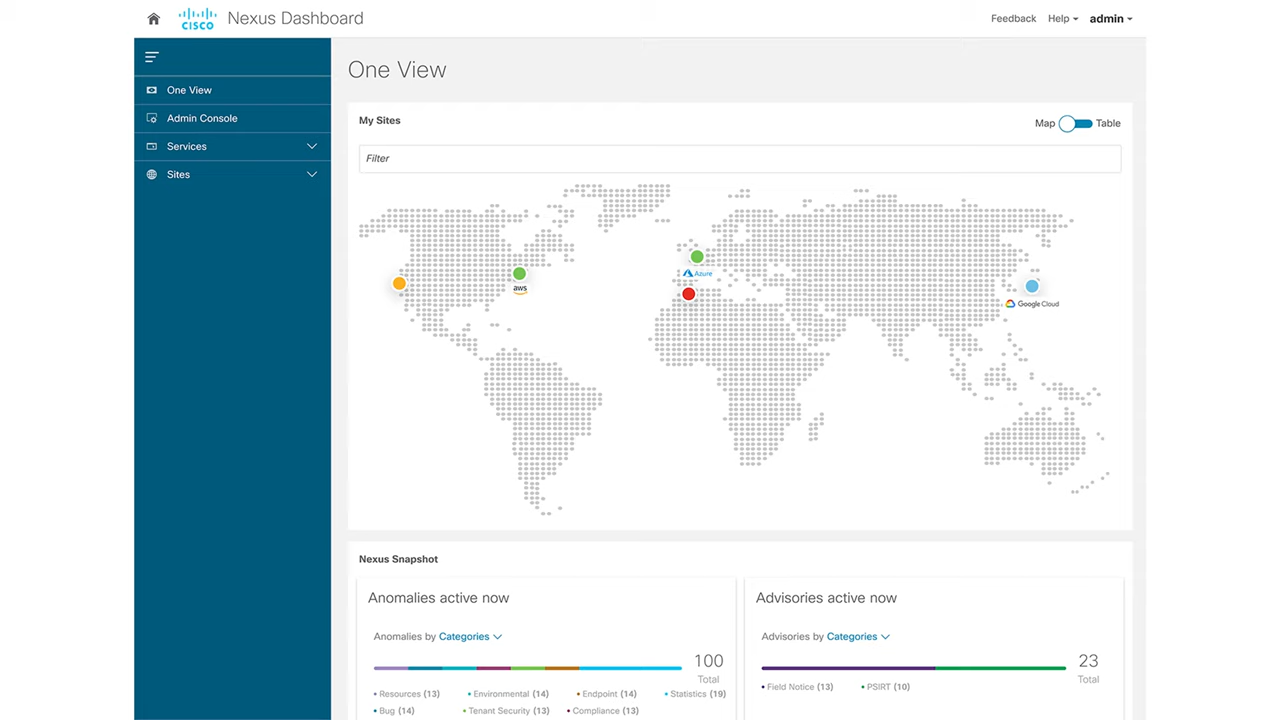 CISCO Nexus Dashboard Feedback Help admin
One View
Admin Console
Services
Sites
One View
My Sites
Map Table
Filter
aws
Azure
Google Cloud
Nexus Snapshot
Anomalies active now
Anomalies by Categories
100
Total
Resources (13) Environmental (14) Endpoint (14) Statistics (19)
Bug (14) Tenant Security (13) Compliance (13)
Advisories active now
Advisories by Categories
23
Total
Field Notice (13) PSIRT (10)